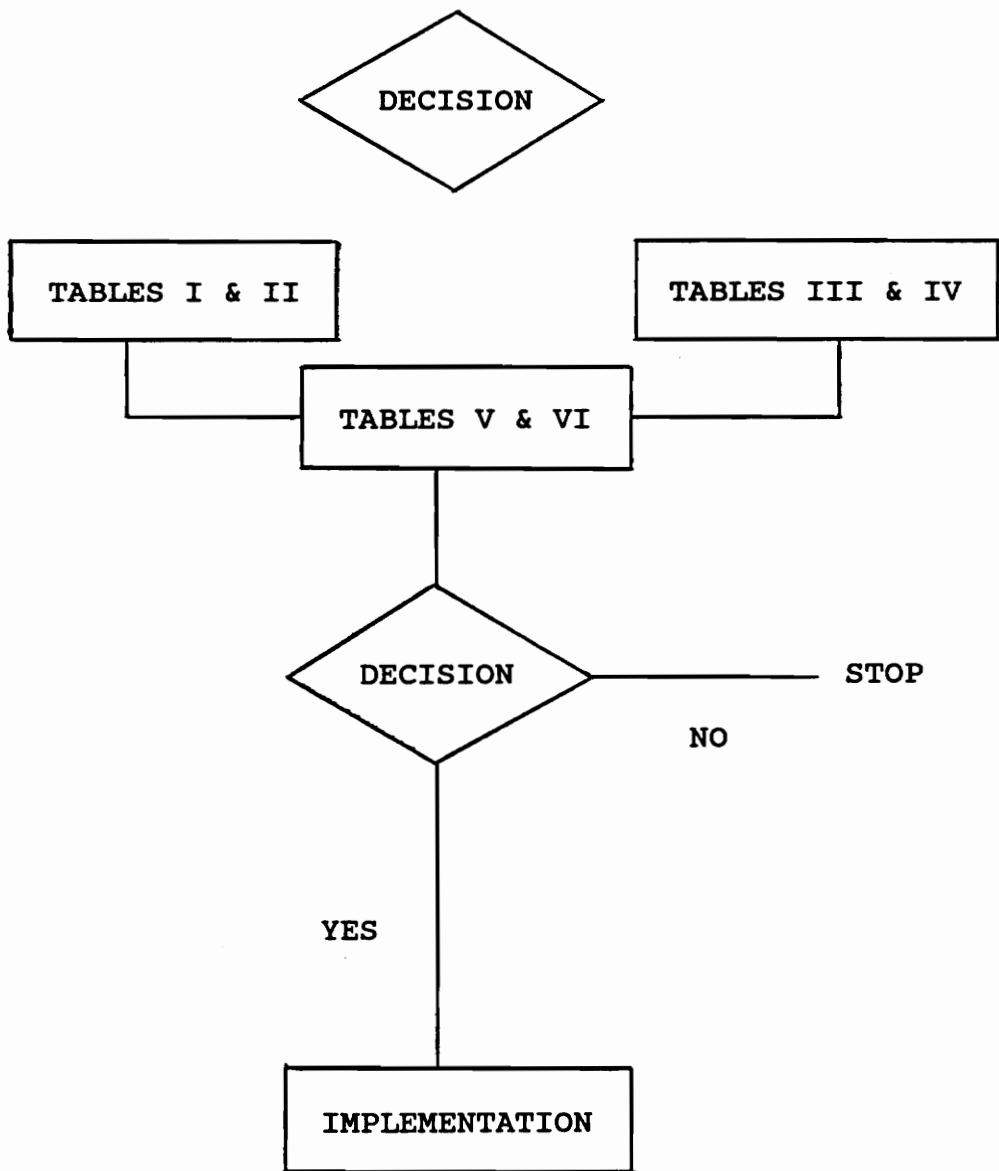 DECISION
TABLES I & II
TABLES III & IV
TABLES V & VI
DECISION
STOP
NO
YES
IMPLEMENTATION